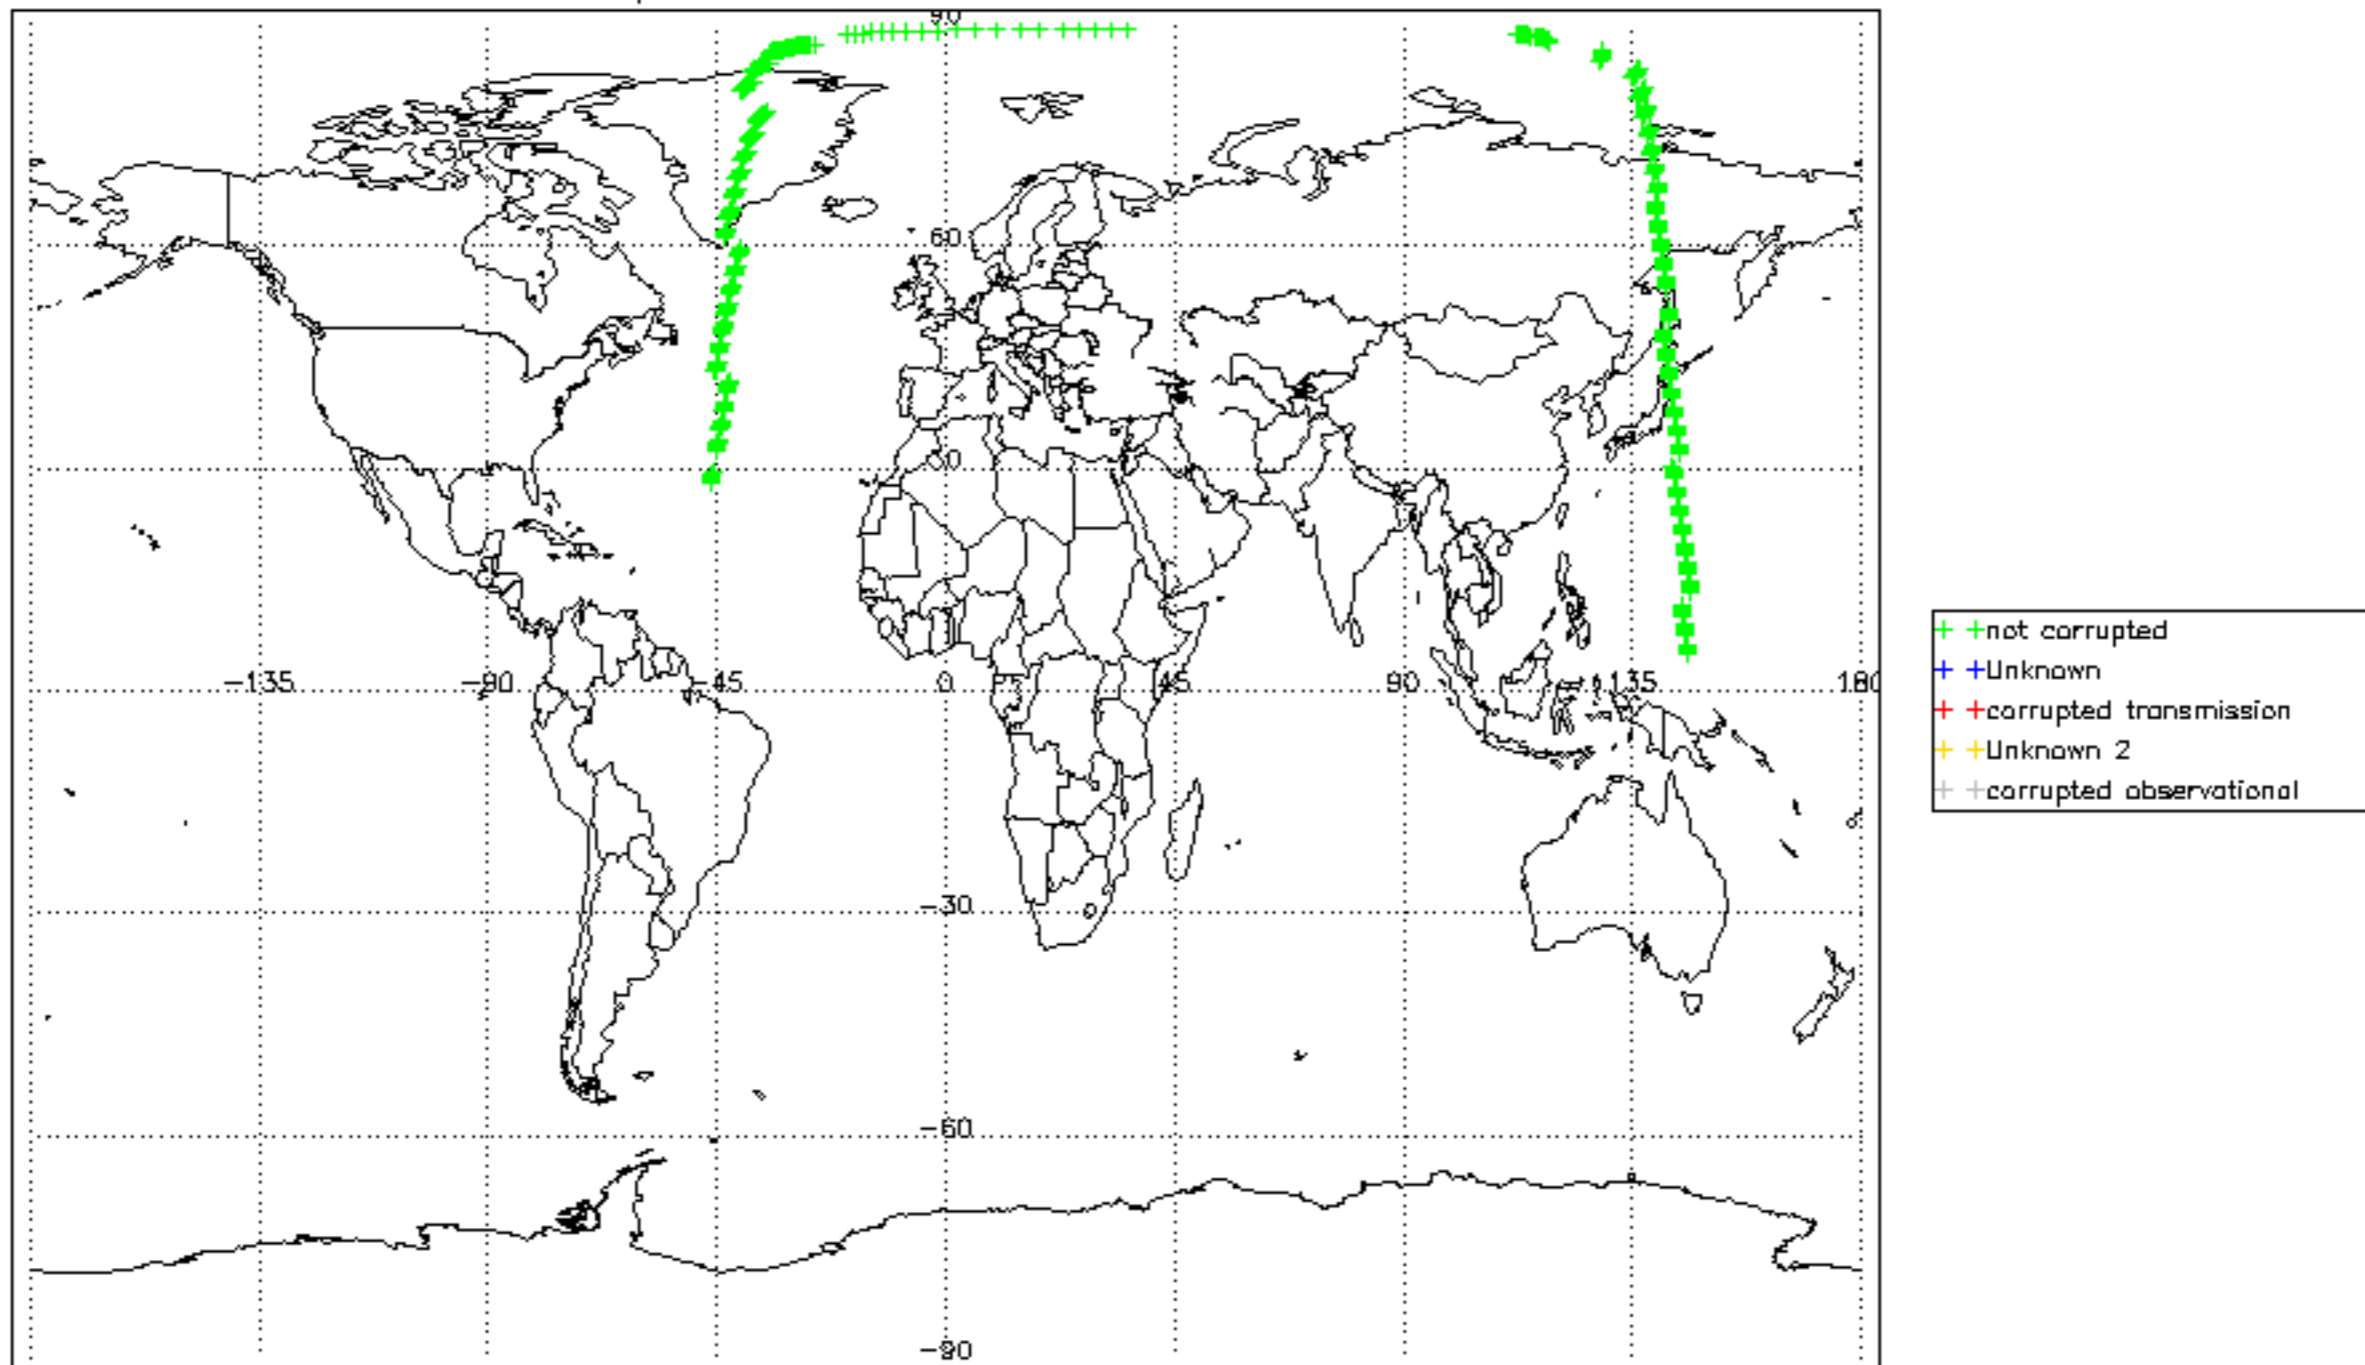 90
60
30
-135 -90 -45 0 45 90 135 180
-30
-60
-90
not corrupted
Unknown
corrupted transmission
Unknown 2
corrupted observational